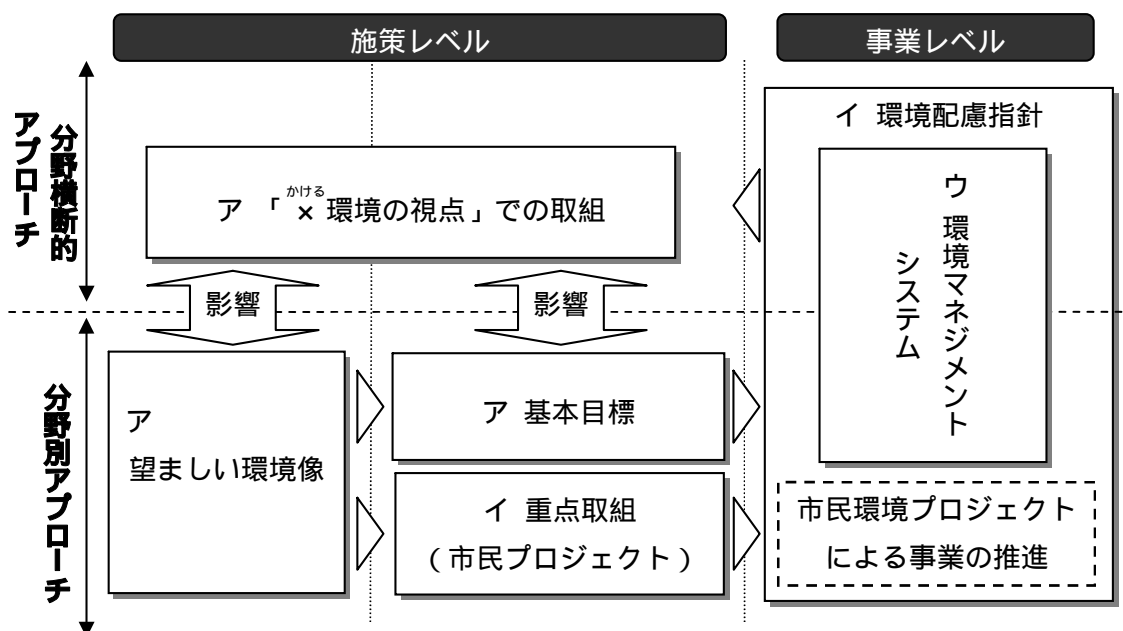 施策レベル
事業レベル
分野横断的
アプローチ
ア 「×環境の視点」での取組
かける
イ 環境配慮指針
ウ 環境マネジメント
システム
影響
影響
分野別アプローチ
ア
望ましい環境像
ア 基本目標
イ 重点取組
(市民プロジェクト)
市民環境プロジェクト
による事業の推進